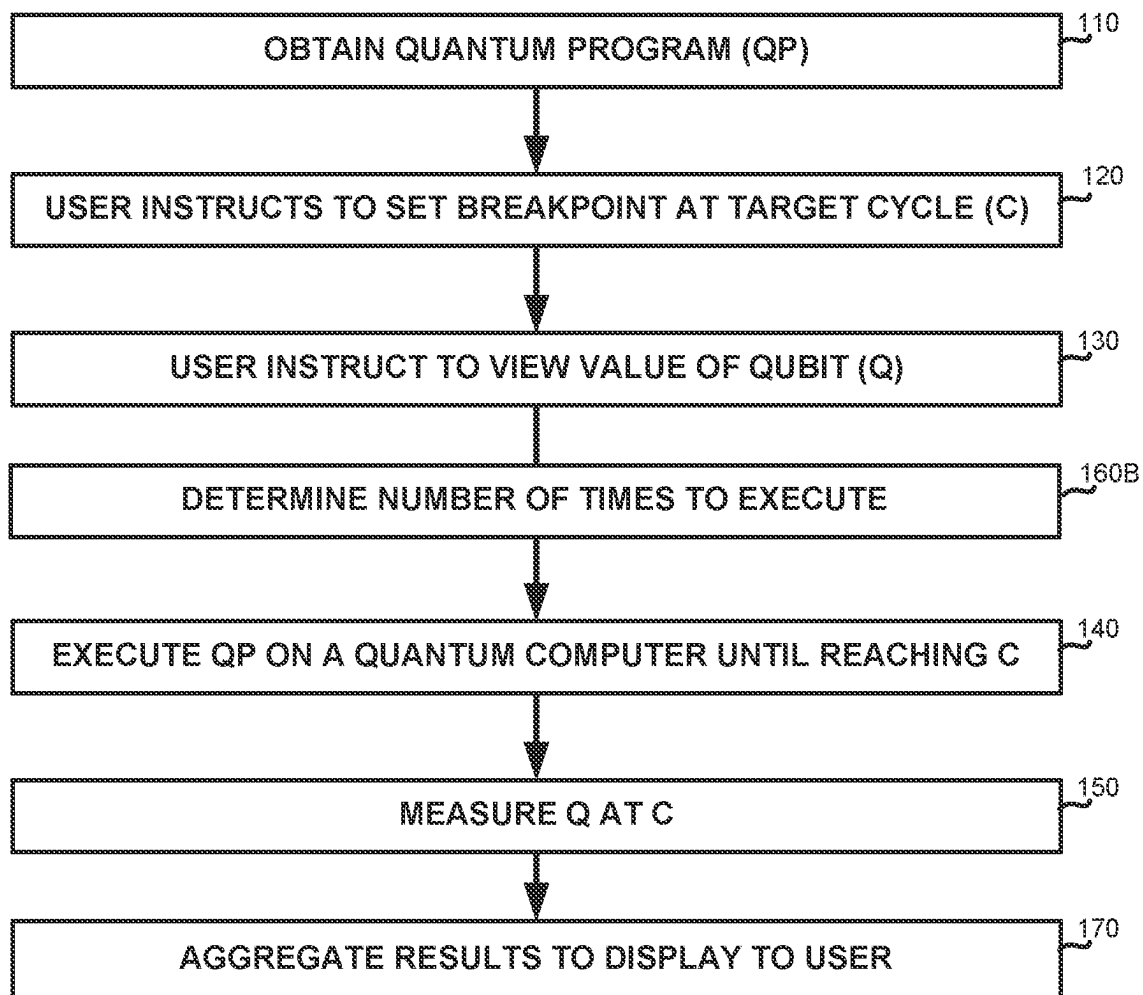 110
OBTAIN QUANTUM PROGRAM (QP)
120
USER INSTRUCTS TO SET BREAKPOINT AT TARGET CYCLE (C)
130
USER INSTRUCT TO VIEW VALUE OF QUBIT (Q)
160B
DETERMINE NUMBER OF TIMES TO EXECUTE
140
EXECUTE QP ON A QUANTUM COMPUTER UNTIL REACHING C
150
MEASURE Q AT C
170
AGGREGATE RESULTS TO DISPLAY TO USER